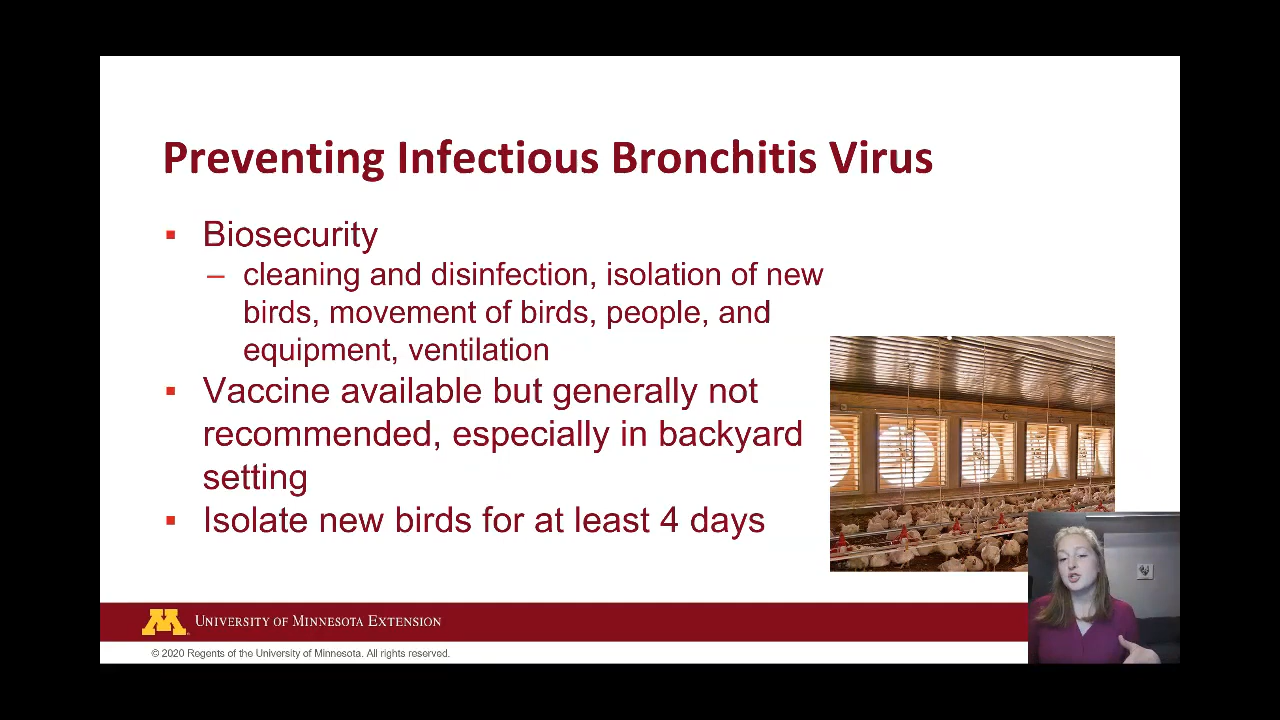 Preventing Infectious Bronchitis Virus
▪ Biosecurity
– cleaning and disinfection, isolation of new
birds, movement of birds, people, and
equipment, ventilation
▪ Vaccine available but generally not
recommended, especially in backyard
setting
▪ Isolate new birds for at least 4 days
M UNIVERSITY OF MINNESOTA EXTENSION
© 2020 Regents of the University of Minnesota. All rights reserved.